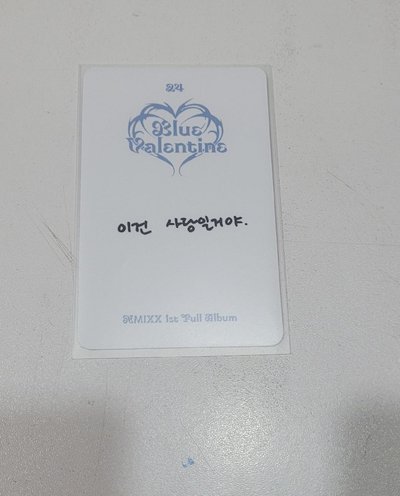 24
Blue
Valentine
이건 사랑일거야.
NMIXX 1st Full Album